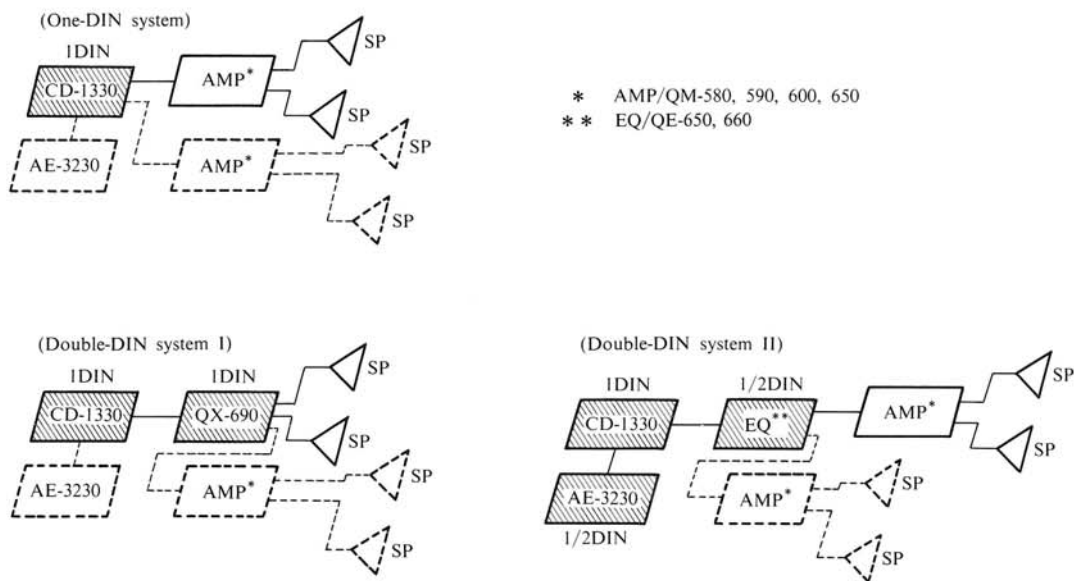 (One-DIN system)
1DIN
CD-1330
AMP*
SP
SP
AE-3230
AMP*
SP
SP
* AMP/QM-580, 590, 600, 650
** EQ/QE-650, 660
(Double-DIN system I)
1DIN
1DIN
CD-1330
QX-690
SP
SP
AE-3230
AMP*
SP
SP
(Double-DIN system II)
1DIN
1/2DIN
CD-1330
EQ**
AMP*
SP
SP
AE-3230
1/2DIN
AMP*
SP
SP